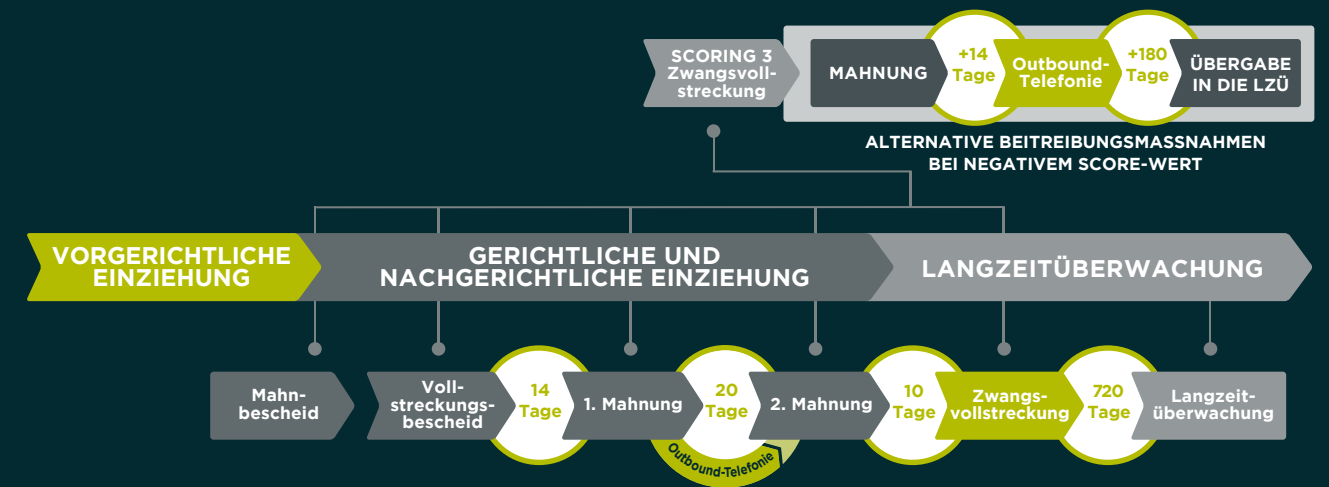 SCORING 3
Zwangsvoll-
streckung
MAHNUNG
+14
Tage
Outbound-
Telefonie
+180
Tage
ÜBERGABE
IN DIE LZÜ
ALTERNATIVE BEITREIBUNGSMASSNAHMEN
BEI NEGATIVEM SCORE-WERT
VORGERICHTLICHE
EINZIEHUNG
GERICHTLICHE UND
NACHGERICHTLICHE EINZIEHUNG
LANGZEITÜBERWACHUNG
Mahn-
bescheid
Voll-
streckungs-
bescheid
14
Tage
1. Mahnung
20
Tage
Outbound-Telefonie
2. Mahnung
10
Tage
Zwangs-
vollstreckung
720
Tage
Langzeit-
überwachung